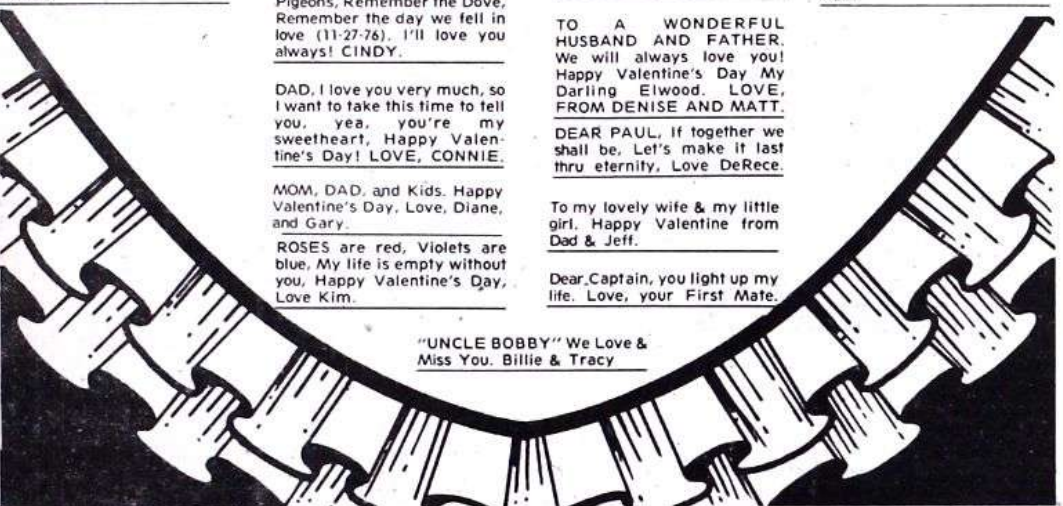 Pigeons, Remember the Dove,
Remember the day we fell in
love (11-27-76). I'll love you
always! CINDY.
DAD, I love you very much, so
I want to take this time to tell
you, yea, you're my
sweetheart, Happy Valen-
tine's Day! LOVE, CONNIE.
MOM, DAD, and Kids. Happy
Valentine's Day, Love, Diane,
and Gary.
ROSES are red, Violets are
blue, My life is empty without
you, Happy Valentine's Day,
Love Kim.
TO A WONDERFUL
HUSBAND AND FATHER.
We will always love you!
Happy Valentine's Day My
Darling Elwood. LOVE,
FROM DENISE AND MATT.
DEAR PAUL, If together we
shall be, Let's make it last
thru eternity, Love DeRece.
To my lovely wife & my little
girl. Happy Valentine from
Dad & Jeff.
Dear Captain, you light up my
life. Love, your First Mate.
"UNCLE BOBBY" We Love &
Miss You. Billie & Tracy